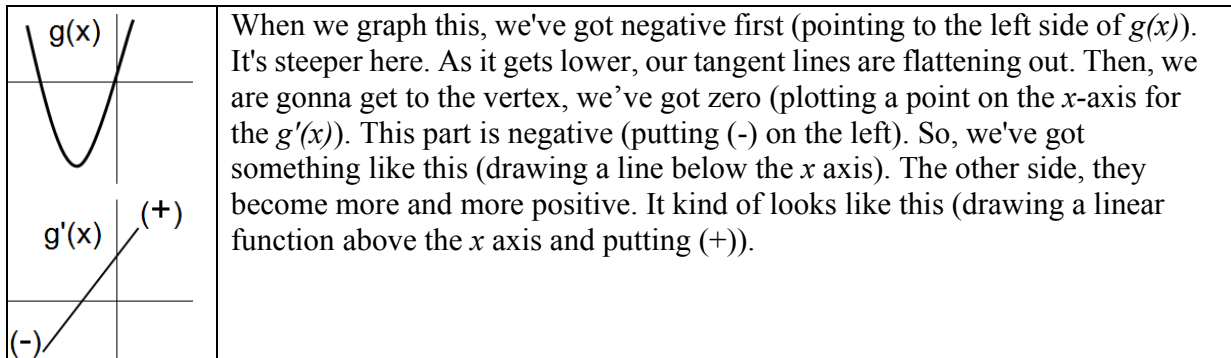 g(x)
g'(x)
(+)
(-)
When we graph this, we've got negative first (pointing to the left side of g(x)).
It's steeper here. As it gets lower, our tangent lines are flattening out. Then, we
are gonna get to the vertex, we’ve got zero (plotting a point on the x-axis for
the g'(x)). This part is negative (putting (-) on the left). So, we've got
something like this (drawing a line below the x axis). The other side, they
become more and more positive. It kind of looks like this (drawing a linear
function above the x axis and putting (+)).